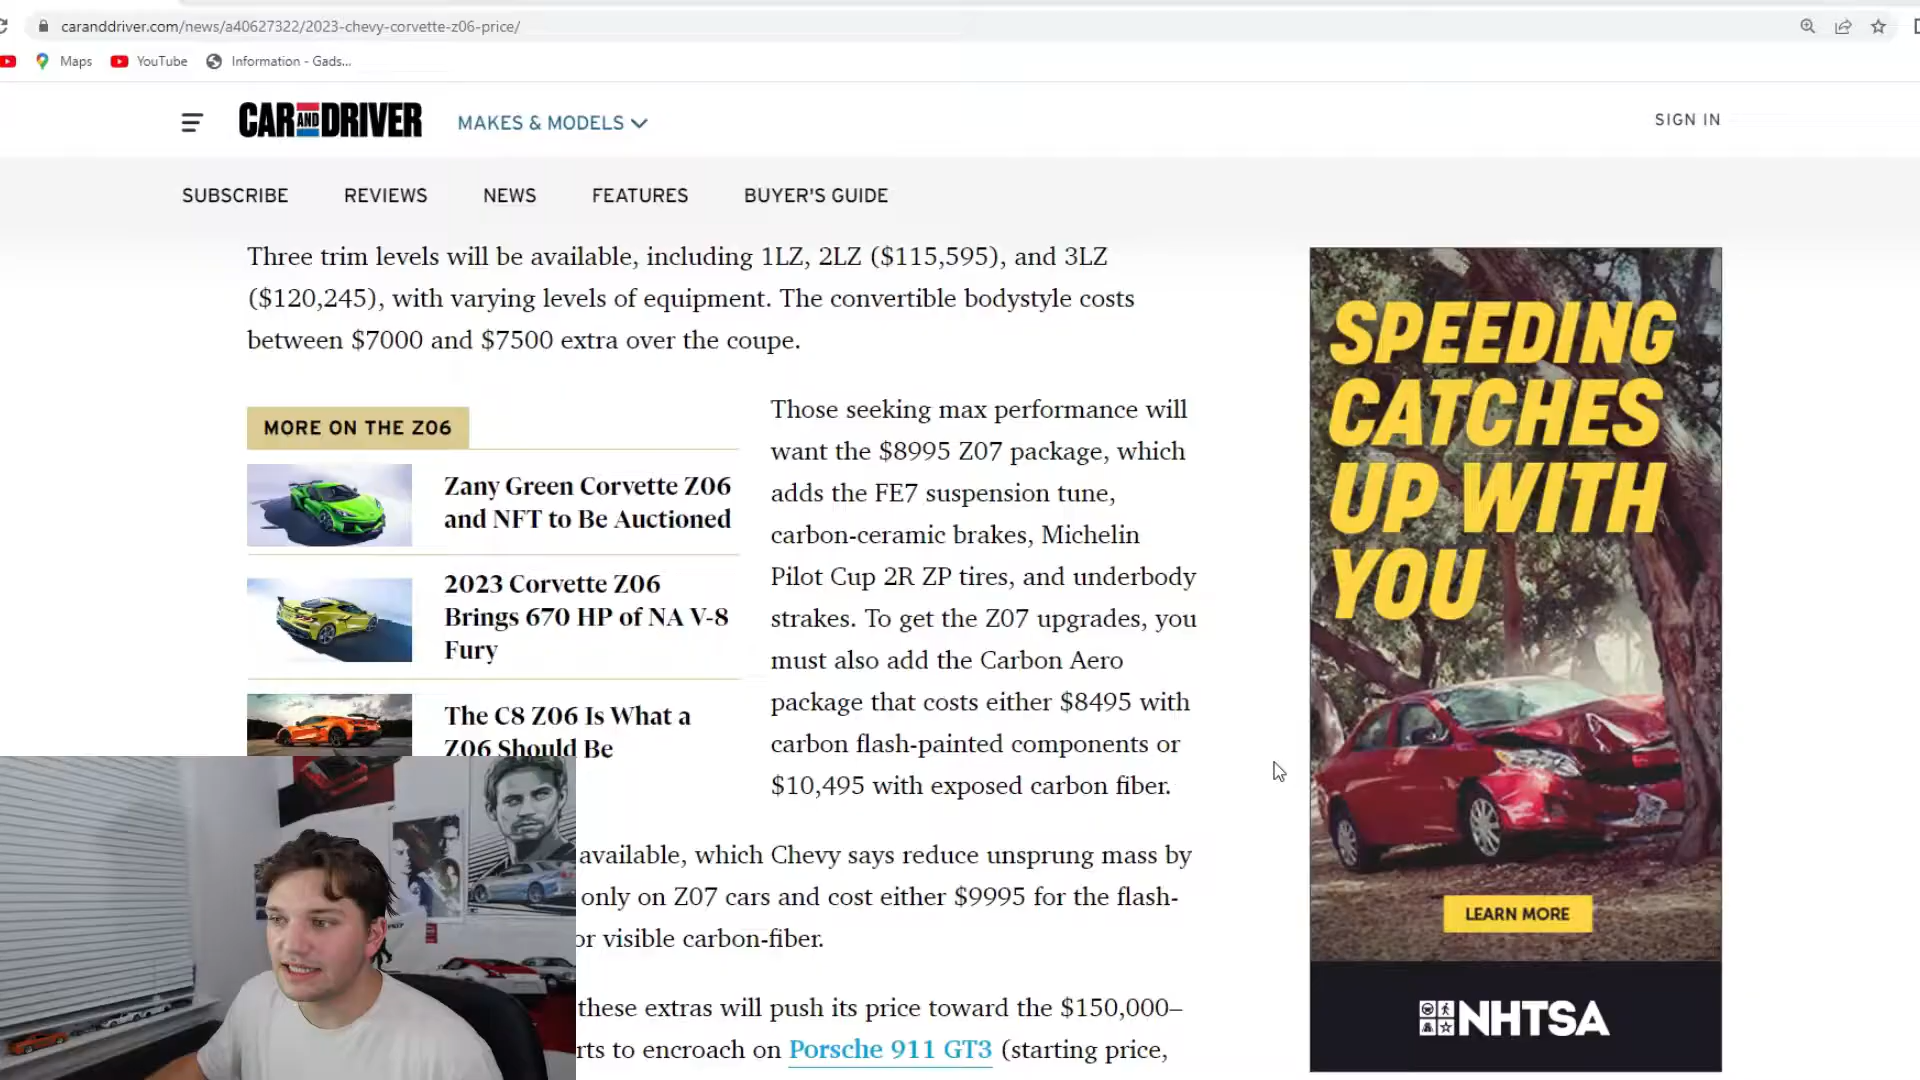 caranddriver.com/news/a40627322/2023-chevy-corvette-z06-price/
Maps
YouTube
Information - Gads...
CAR AND DRIVER
MAKES & MODELS
SIGN IN
SUBSCRIBE
REVIEWS
NEWS
FEATURES
BUYER'S GUIDE
Three trim levels will be available, including 1LZ, 2LZ ($115,595), and 3LZ
($120,245), with varying levels of equipment. The convertible bodystyle costs
between $7000 and $7500 extra over the coupe.
MORE ON THE Z06
Zany Green Corvette Z06
and NFT to Be Auctioned
2023 Corvette Z06
Brings 670 HP of NA V-8
Fury
The C8 Z06 Is What a
Z06 Should Be
Those seeking max performance will
want the $8995 Z07 package, which
adds the FE7 suspension tune,
carbon-ceramic brakes, Michelin
Pilot Cup 2R ZP tires, and underbody
strakes. To get the Z07 upgrades, you
must also add the Carbon Aero
package that costs either $8495 with
carbon flash-painted components or
$10,495 with exposed carbon fiber.
available, which Chevy says reduce unsprung mass by
only on Z07 cars and cost either $9995 for the flash-
or visible carbon-fiber.
these extras will push its price toward the $150,000–
rts to encroach on Porsche 911 GT3 (starting price,
SPEEDING
CATCHES
UP WITH
YOU
LEARN MORE
NHTSA